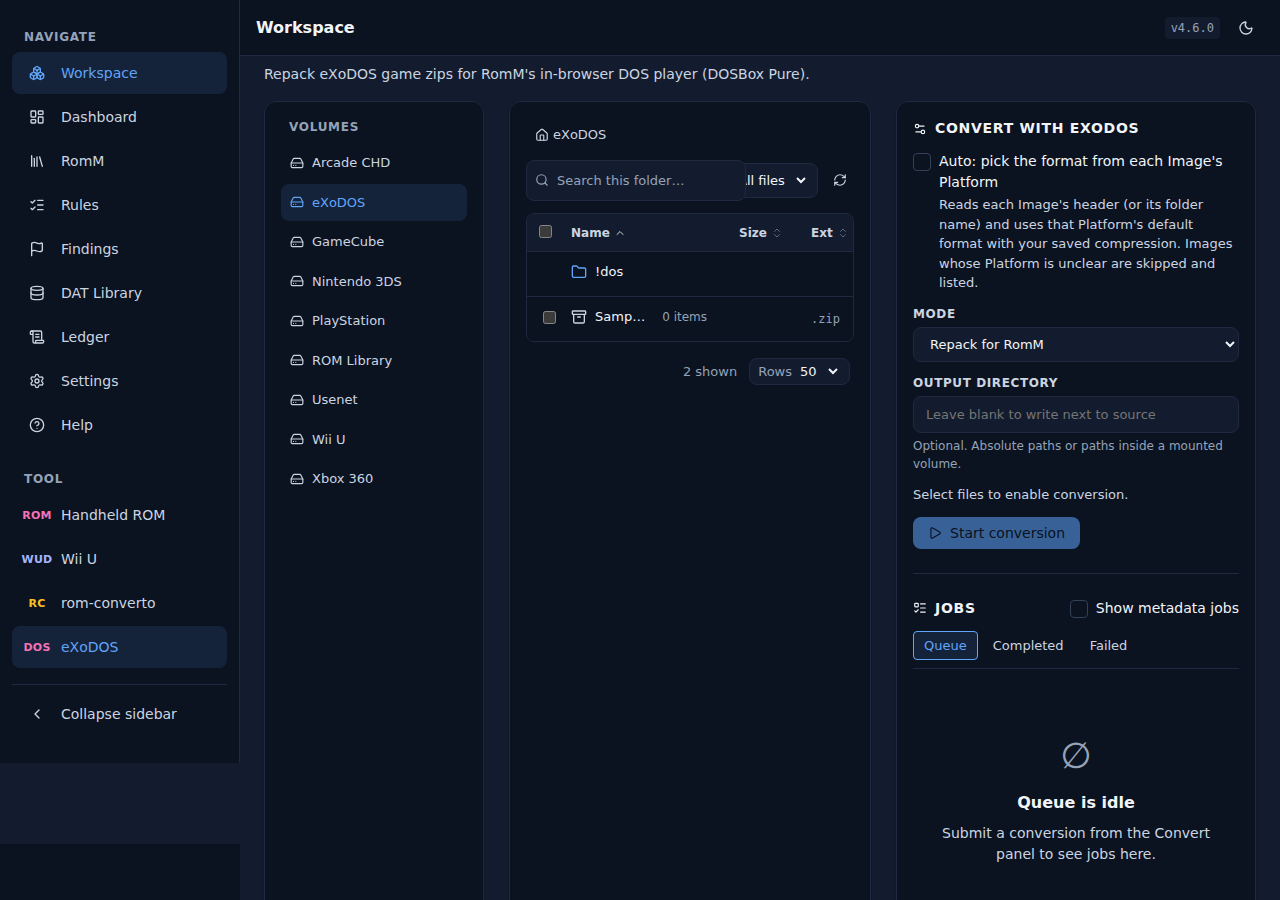 NAVIGATE
Workspace
Dashboard
RomM
Rules
Findings
DAT Library
Ledger
Settings
Help
TOOL
ROM Handheld ROM
WUD Wii U
RC rom-converto
DOS eXoDOS
Collapse sidebar
Workspace
v4.6.0
Repack eXoDOS game zips for RomM's in-browser DOS player (DOSBox Pure).
VOLUMES
Arcade CHD
eXoDOS
GameCube
Nintendo 3DS
PlayStation
ROM Library
Usenet
Wii U
Xbox 360
eXoDOS
Search this folder… ll files
Name Size Ext
!dos
Samp… 0 items .zip
2 shown Rows 50
CONVERT WITH EXODOS
Auto: pick the format from each Image's
Platform
Reads each Image's header (or its folder
name) and uses that Platform's default
format with your saved compression. Images
whose Platform is unclear are skipped and
listed.
MODE
Repack for RomM
OUTPUT DIRECTORY
Leave blank to write next to source
Optional. Absolute paths or paths inside a mounted
volume.
Select files to enable conversion.
Start conversion
JOBS Show metadata jobs
Queue Completed Failed
Queue is idle
Submit a conversion from the Convert
panel to see jobs here.